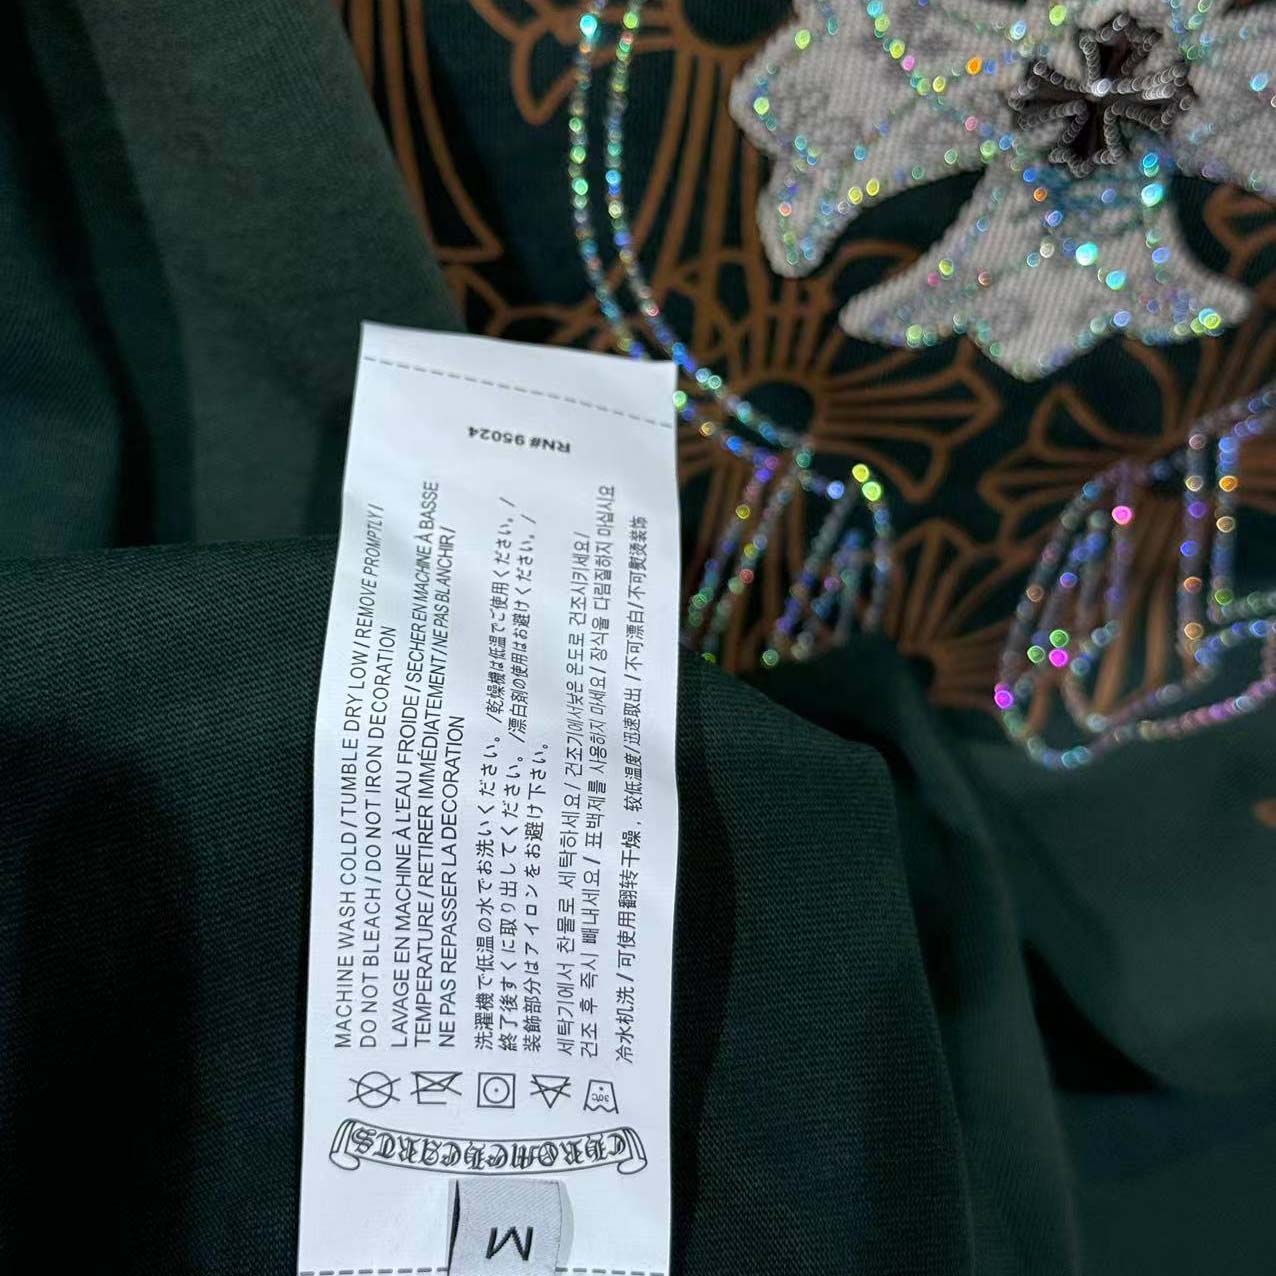 RN# 95024
MACHINE WASH COLD / TUMBLE DRY LOW / REMOVE PROMPTLY /
DO NOT BLEACH / DO NOT IRON DECORATION
LAVAGE EN MACHINE À L'EAU FROIDE / SECHER EN MACHINE À BASSE
TEMPERATURE / RETIRER IMMÉDIATEMENT / NE PAS BLANCHIR /
NE PAS REPASSER LA DECORATION
洗濯機で低温の水でお洗いください。 /乾燥機は低温でご使用ください。 /
終了後すぐに取り出してください。 /漂白剤の使用はお避けください。 /
装飾部分はアイロンをお避け下さい。
세탁기에서 찬물로 세탁하세요/ 건조기에서낮은 온도로 건조시키세요/
건조 후 즉시 빼내세요/ 표백제를 사용하지 마세요/ 장식을 다림질하지 마십시요
冷水机洗 / 可使用翻转干燥，较低温度/迅速取出 / 不可漂白/不可熨烫装饰
CHROME HEARTS
M